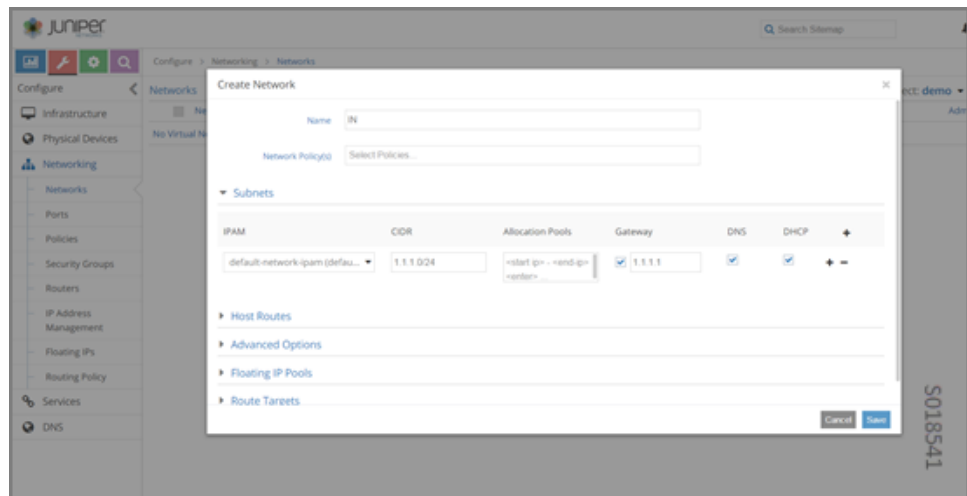 JUNIPER
NETWORKS
Search Sitemap
Configure > Networking > Networks
Configure
Networks
ect: demo
Infrastructure
Ne
Adm
Physical Devices
No Virtual N
Networking
Networks
Ports
Policies
Security Groups
Routers
IP Address
Management
Floating IPs
Routing Policy
Services
DNS
Create Network
Name IN
Network Policy(s) Select Policies...
Subnets
IPAM CIDR Allocation Pools Gateway DNS DHCP
default-network-ipam (defau... 1.1.1.0/24 <start ip> - <end-ip> 1.1.1.1
<enter> ...
Host Routes
Advanced Options
Floating IP Pools
Route Targets
Cancel Save
S018541